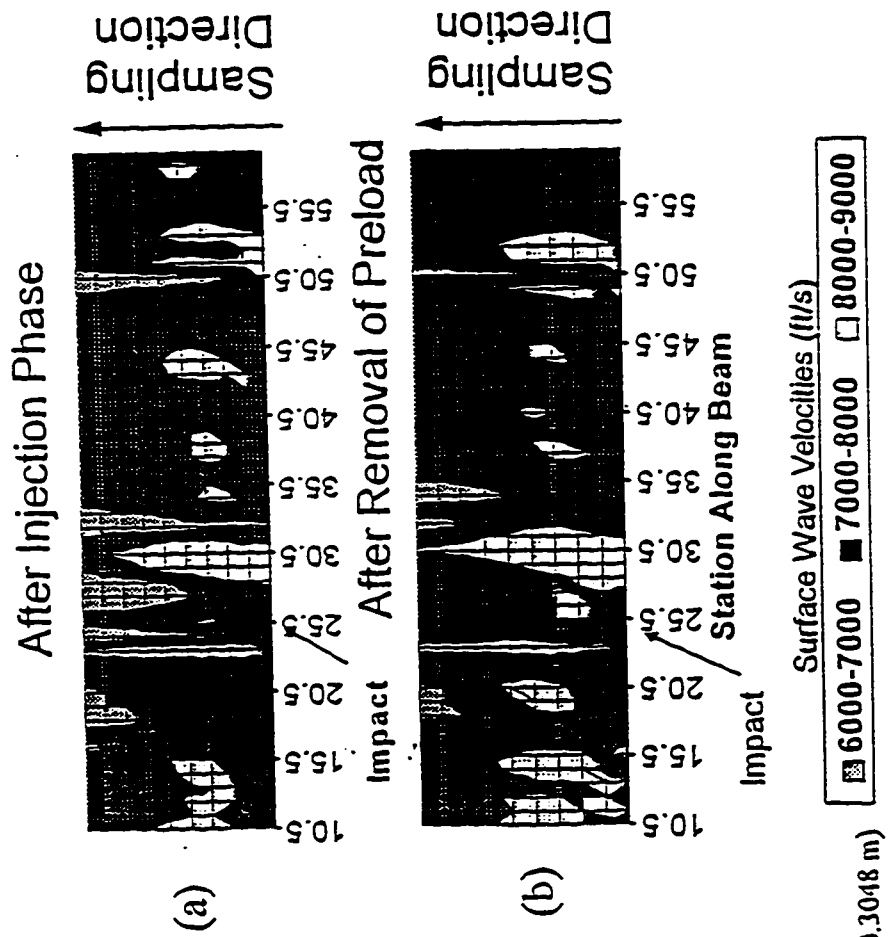 After Injection Phase
(a)
Sampling
Direction
10.5 15.5 20.5 25.5 30.5 35.5 40.5 45.5 50.5 55.5
Impact
After Removal of Preload
(b)
Sampling
Direction
10.5 15.5 20.5 25.5 30.5 35.5 40.5 45.5 50.5 55.5
Station Along Beam
Impact
Surface Wave Velocities (ft/s)
6000-7000 7000-8000 8000-9000
.3048 m)